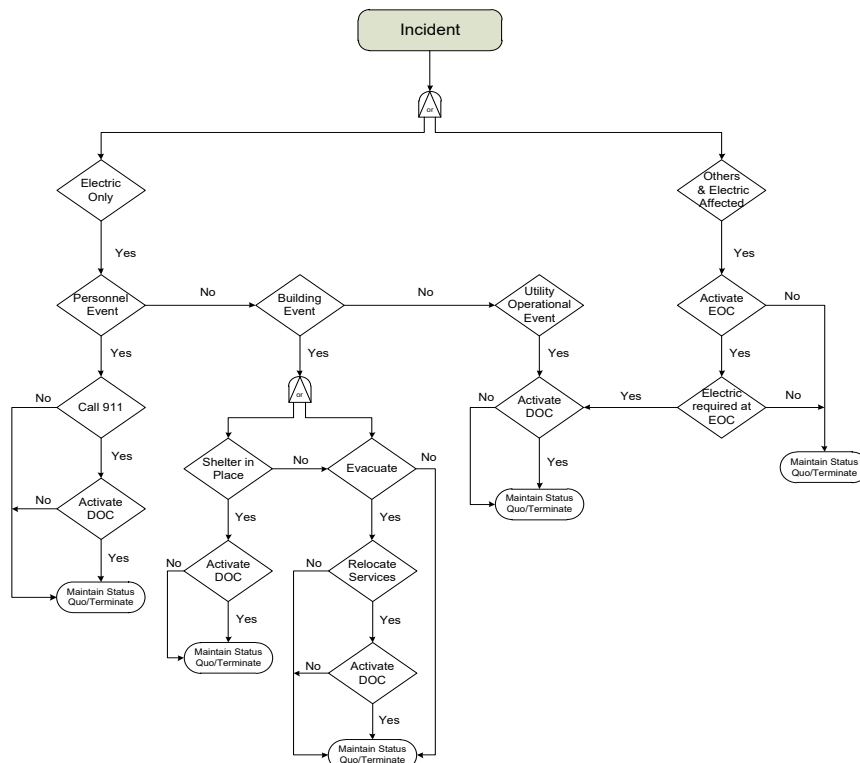 Incident
or
Electric
Only
Others
& Electric
Affected
Yes
Yes
Personnel
Event
No
Building
Event
No
Utility
Operational
Event
Activate
EOC
No
Yes
Yes
Yes
Yes
or
No
Call 911
Activate
DOC
No
Yes
Electric
required at
EOC
No
Yes
Yes
Shelter in
Place
No
Evacuate
No
Maintain Status
Quo/Terminate
No
Activate
DOC
Yes
Yes
Maintain Status
Quo/Terminate
Yes
No
Activate
DOC
No
Relocate
Services
Maintain Status
Quo/Terminate
Yes
Yes
Maintain Status
Quo/Terminate
No
Activate
DOC
Yes
Maintain Status
Quo/Terminate